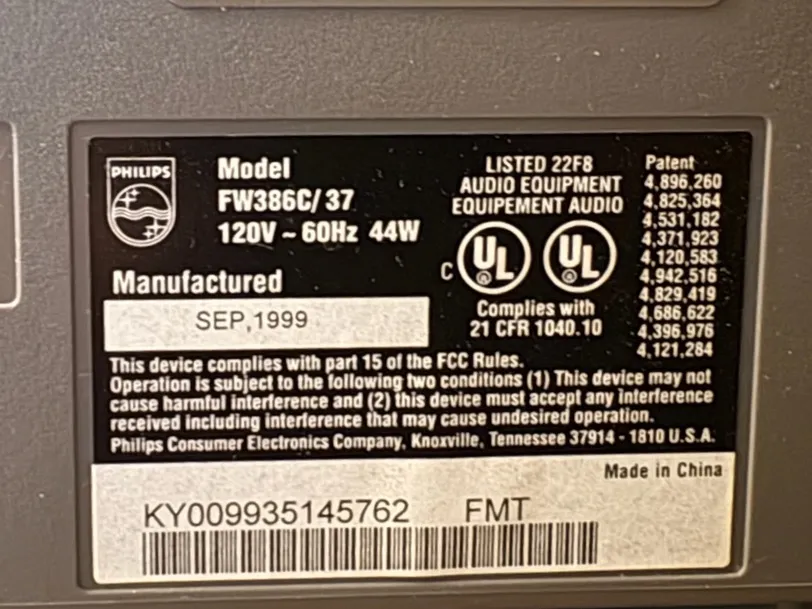 PHILIPS
Model
FW386C/37
120V ~ 60Hz 44W
Manufactured
SEP,1999
LISTED 22F8
AUDIO EQUIPMENT
EQUIPEMENT AUDIO
C UL UL
Complies with
21 CFR 1040.10
Patent
4,896,260
4,825,364
4,531,182
4,371,923
4,120,583
4,942,516
4,829,419
4,686,622
4,396,976
4,121,284
This device complies with part 15 of the FCC Rules.
Operation is subject to the following two conditions (1) This device may not
cause harmful interference and (2) this device must accept any interference
received including interference that may cause undesired operation.
Philips Consumer Electronics Company, Knoxville, Tennessee 37914 - 1810 U.S.A.
Made in China
KY009935145762 FMT